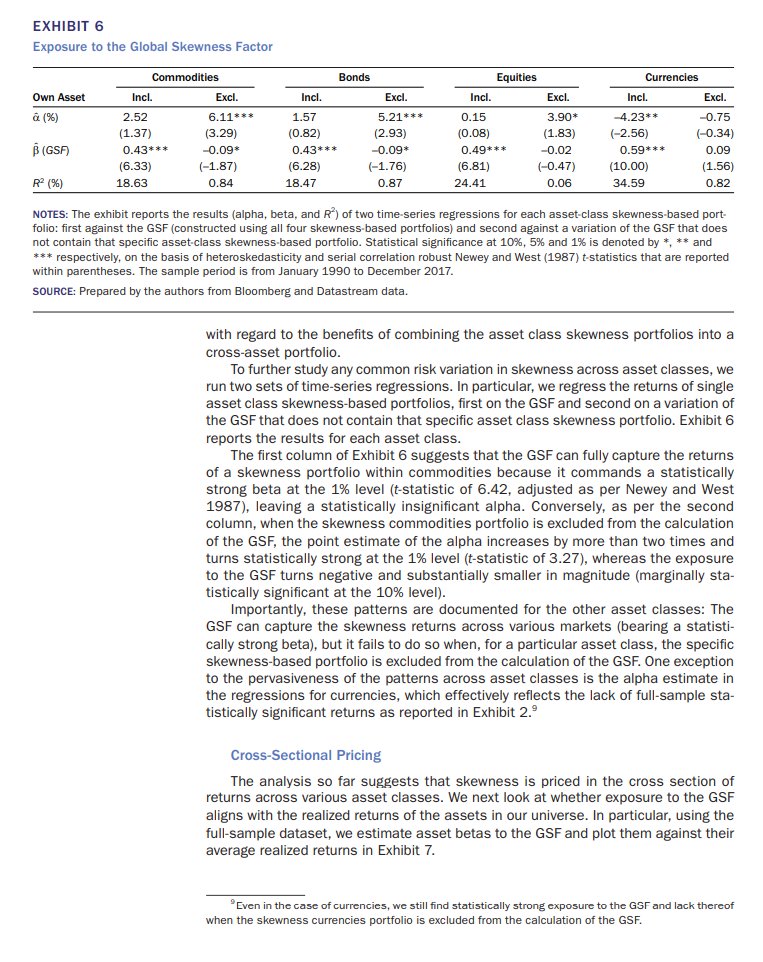 EXHIBIT 6
Exposure to the Global Skewness Factor
Commodities Bonds Equities Currencies
Own Asset Incl. Excl. Incl. Excl. Incl. Excl. Incl. Excl.
α̂ (%) 2.52 6.11*** 1.57 5.21*** 0.15 3.90* −4.23** −0.75
(1.37) (3.29) (0.82) (2.93) (0.08) (1.83) (−2.56) (−0.34)
β̂ (GSF) 0.43*** −0.09* 0.43*** −0.09* 0.49*** −0.02 0.59*** 0.09
(6.33) (−1.87) (6.28) (−1.76) (6.81) (−0.47) (10.00) (1.56)
R² (%) 18.63 0.84 18.47 0.87 24.41 0.06 34.59 0.82
NOTES: The exhibit reports the results (alpha, beta, and R²) of two time-series regressions for each asset-class skewness-based port-
folio: first against the GSF (constructed using all four skewness-based portfolios) and second against a variation of the GSF that does
not contain that specific asset-class skewness-based portfolio. Statistical significance at 10%, 5% and 1% is denoted by *, ** and
*** respectively, on the basis of heteroskedasticity and serial correlation robust Newey and West (1987) t-statistics that are reported
within parentheses. The sample period is from January 1990 to December 2017.
SOURCE: Prepared by the authors from Bloomberg and Datastream data.
with regard to the benefits of combining the asset class skewness portfolios into a
cross-asset portfolio.
To further study any common risk variation in skewness across asset classes, we
run two sets of time-series regressions. In particular, we regress the returns of single
asset class skewness-based portfolios, first on the GSF and second on a variation of
the GSF that does not contain that specific asset class skewness portfolio. Exhibit 6
reports the results for each asset class.
The first column of Exhibit 6 suggests that the GSF can fully capture the returns
of a skewness portfolio within commodities because it commands a statistically
strong beta at the 1% level (t-statistic of 6.42, adjusted as per Newey and West
1987), leaving a statistically insignificant alpha. Conversely, as per the second
column, when the skewness commodities portfolio is excluded from the calculation
of the GSF, the point estimate of the alpha increases by more than two times and
turns statistically strong at the 1% level (t-statistic of 3.27), whereas the exposure
to the GSF turns negative and substantially smaller in magnitude (marginally sta-
tistically significant at the 10% level).
Importantly, these patterns are documented for the other asset classes: The
GSF can capture the skewness returns across various markets (bearing a statisti-
cally strong beta), but it fails to do so when, for a particular asset class, the specific
skewness-based portfolio is excluded from the calculation of the GSF. One exception
to the pervasiveness of the patterns across asset classes is the alpha estimate in
the regressions for currencies, which effectively reflects the lack of full-sample sta-
tistically significant returns as reported in Exhibit 2.⁹
Cross-Sectional Pricing
The analysis so far suggests that skewness is priced in the cross section of
returns across various asset classes. We next look at whether exposure to the GSF
aligns with the realized returns of the assets in our universe. In particular, using the
full-sample dataset, we estimate asset betas to the GSF and plot them against their
average realized returns in Exhibit 7.
⁹Even in the case of currencies, we still find statistically strong exposure to the GSF and lack thereof
when the skewness currencies portfolio is excluded from the calculation of the GSF.